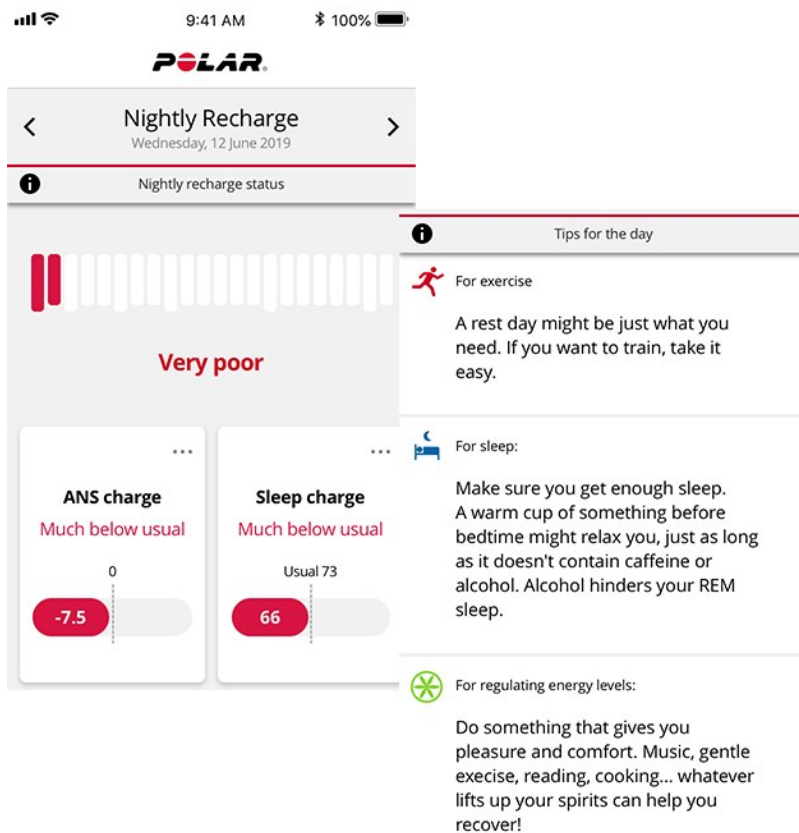 9:41 AM
100%
POLAR
Nightly Recharge
Wednesday, 12 June 2019
Nightly recharge status
Very poor
ANS charge
Much below usual
0
-7.5
Sleep charge
Much below usual
Usual 73
66
Tips for the day
For exercise
A rest day might be just what you
need. If you want to train, take it
easy.
For sleep:
Make sure you get enough sleep.
A warm cup of something before
bedtime might relax you, just as long
as it doesn't contain caffeine or
alcohol. Alcohol hinders your REM
sleep.
For regulating energy levels:
Do something that gives you
pleasure and comfort. Music, gentle
execise, reading, cooking... whatever
lifts up your spirits can help you
recover!